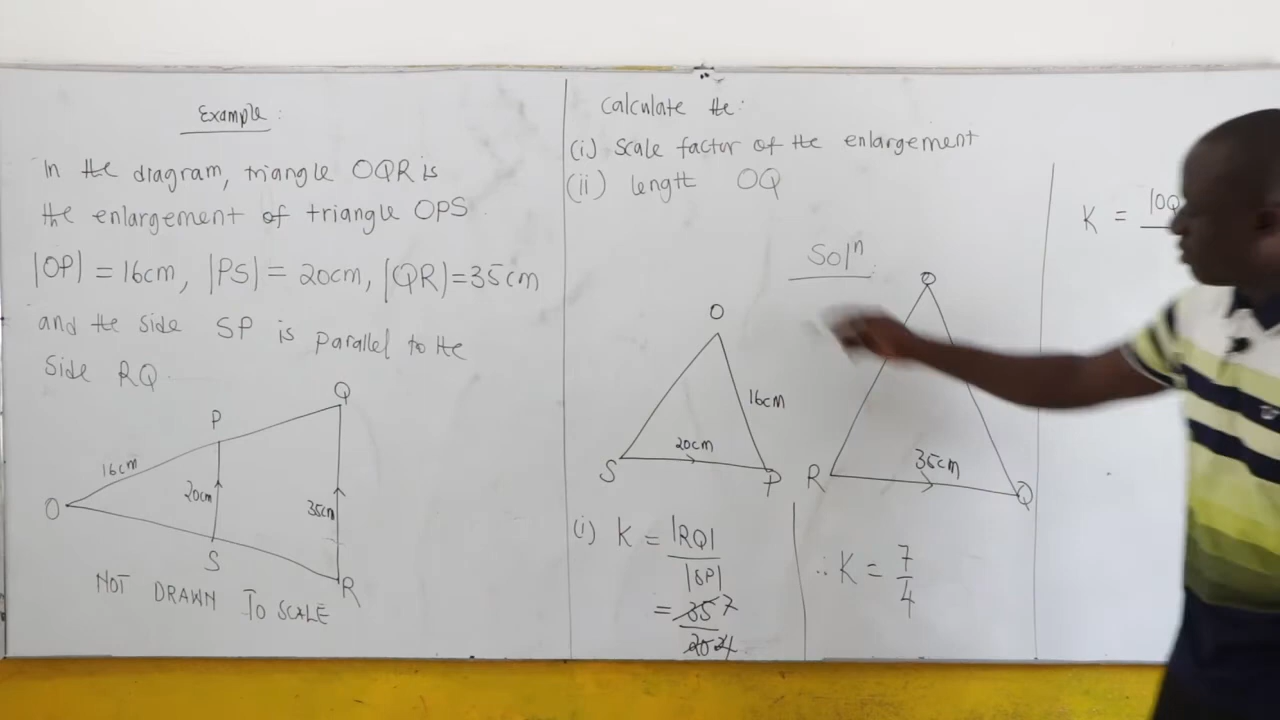 Example:
In the diagram, triangle OQR is
the enlargement of triangle OPS.
|OP| = 16cm, |PS| = 20cm, |QR| = 35cm
and the side SP is parallel to the
side RQ.
Q
P
16cm
O
20cm
35cm
S
R
NOT DRAWN TO SCALE
Calculate the:
(i) Scale factor of the enlargement
(ii) length OQ
Solⁿ:
O
16cm
20cm
S
P
O
35cm
R
Q
(i) K = |RQ|
|SP|
= 35 7
20 4
∴ K = 7
4
K = |OQ